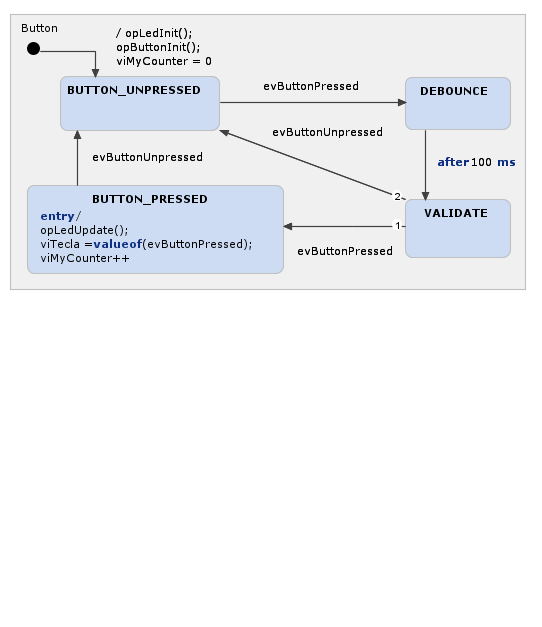 Button
/ opLedInit();
opButtonInit();
viMyCounter = 0
BUTTON_UNPRESSED
evButtonPressed
DEBOUNCE
evButtonUnpressed
evButtonUnpressed
after 100 ms
BUTTON_PRESSED
entry/
opLedUpdate();
viTecla =valueof(evButtonPressed);
viMyCounter++
2
VALIDATE
1
evButtonPressed